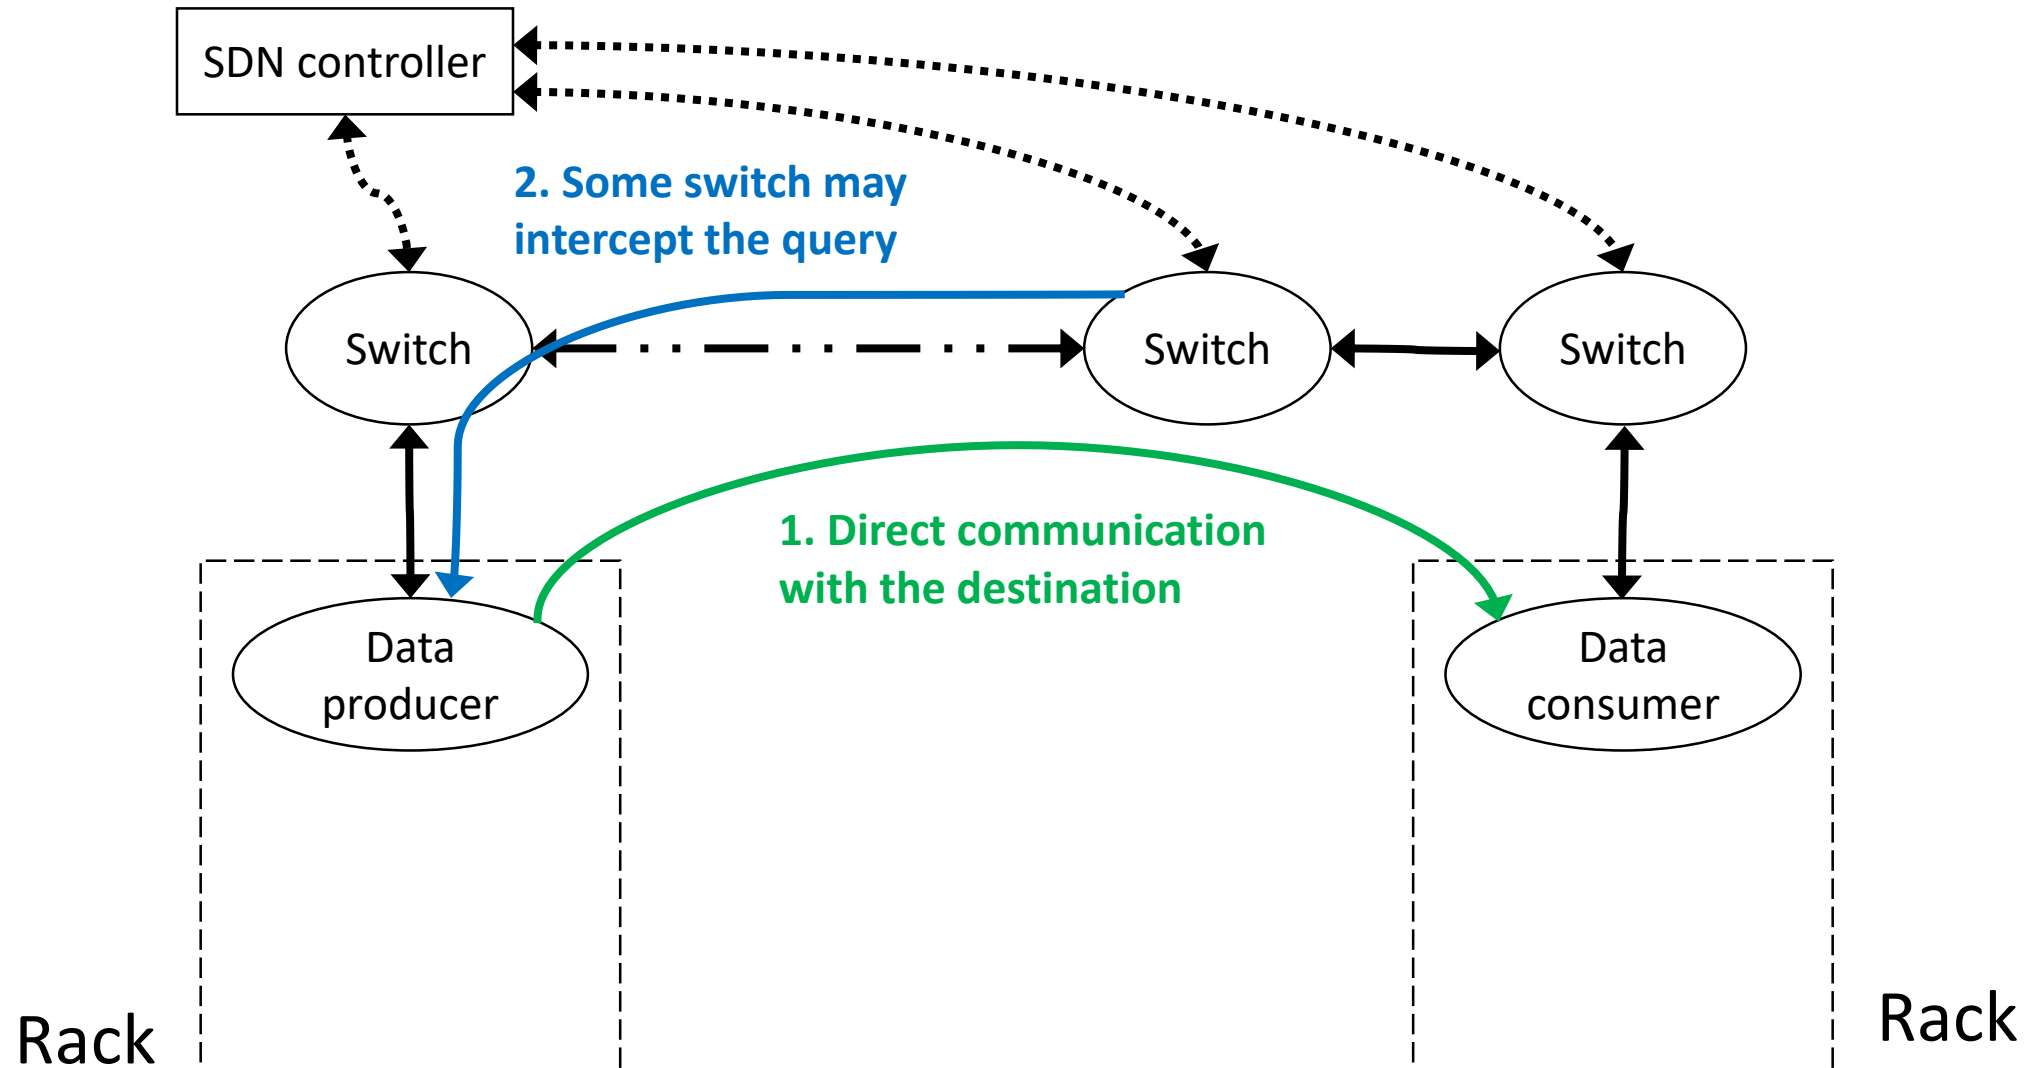 SDN controller
2. Some switch may
intercept the query
Switch
Switch
Switch
1. Direct communication
with the destination
Data
producer
Data
consumer
Rack
Rack